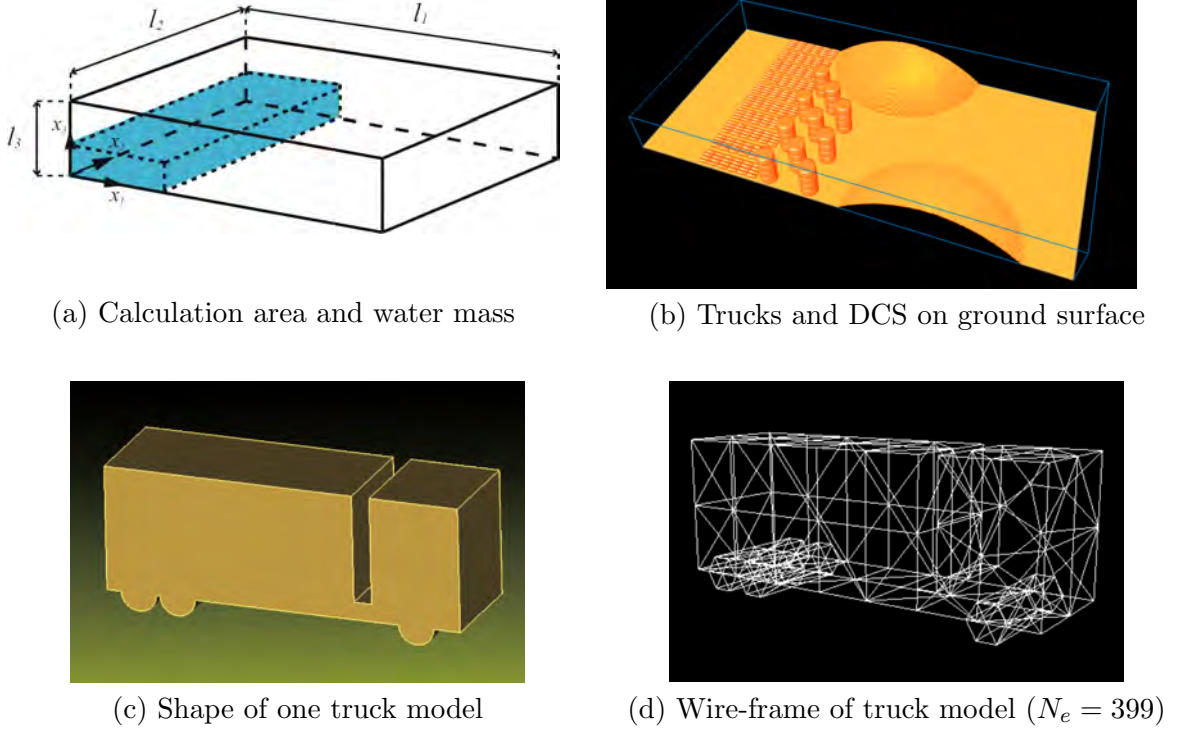 l₂
l₁
l₃
x₃
x₂
x₁
(a) Calculation area and water mass
(b) Trucks and DCS on ground surface
(c) Shape of one truck model
(d) Wire-frame of truck model (Nₑ = 399)